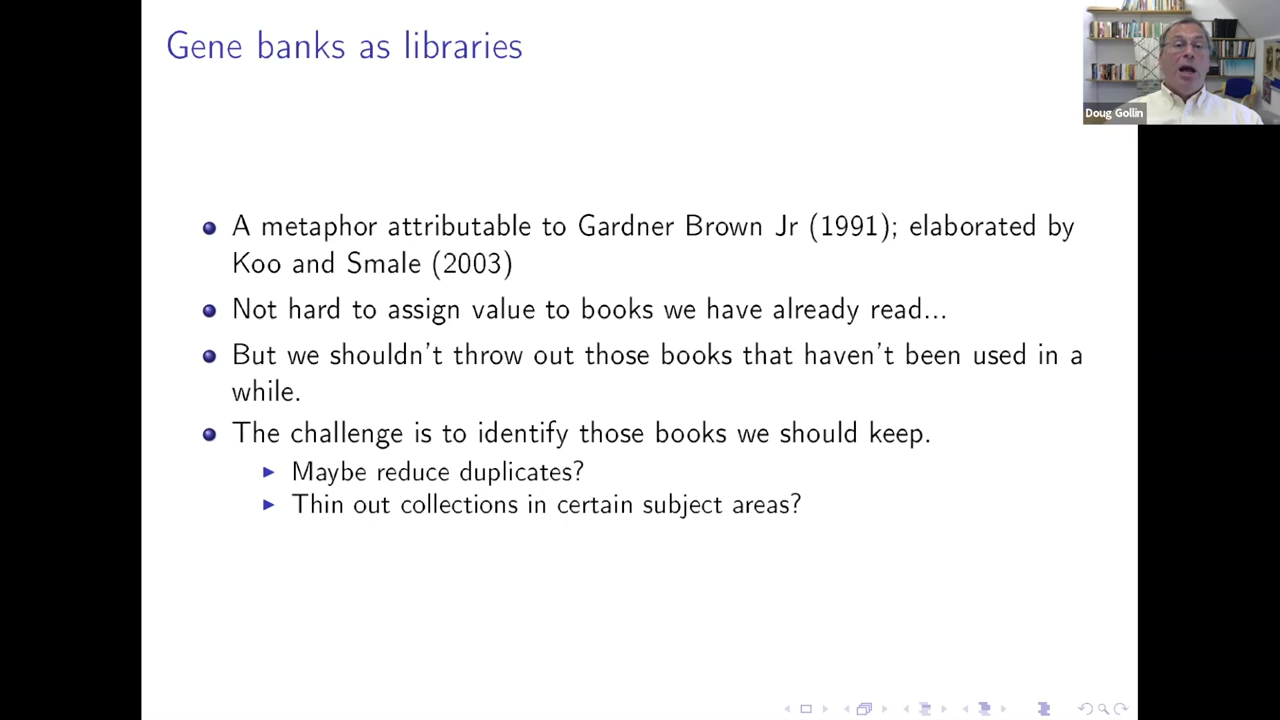 Gene banks as libraries
Doug Gollin
A metaphor attributable to Gardner Brown Jr (1991); elaborated by
Koo and Smale (2003)
Not hard to assign value to books we have already read...
But we shouldn't throw out those books that haven't been used in a
while.
The challenge is to identify those books we should keep.
Maybe reduce duplicates?
Thin out collections in certain subject areas?